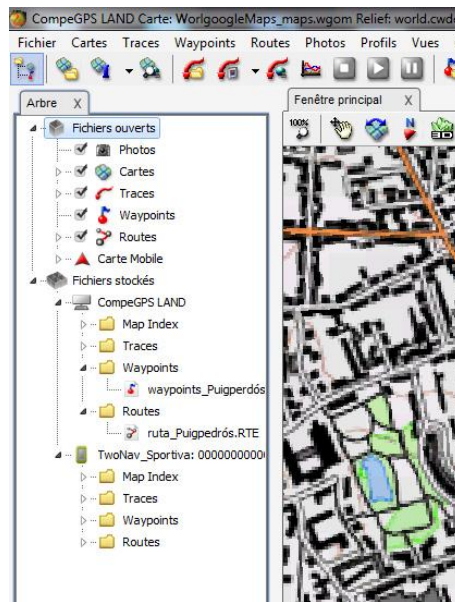 CompeGPS LAND Carte: WorlgoogleMaps_maps.wgom Relief: world.cwd
Fichier Cartes Traces Waypoints Routes Photos Profils Vues
Arbre X
Fenêtre principal X
100%
N
3D
Fichiers ouverts
Photos
Cartes
Traces
Waypoints
Routes
Carte Mobile
Fichiers stockés
CompeGPS LAND
Map Index
Traces
Waypoints
waypoints_Puigperdós
Routes
ruta_Puigpedrós.RTE
TwoNav_Sportiva: 00000000000
Map Index
Traces
Waypoints
Routes